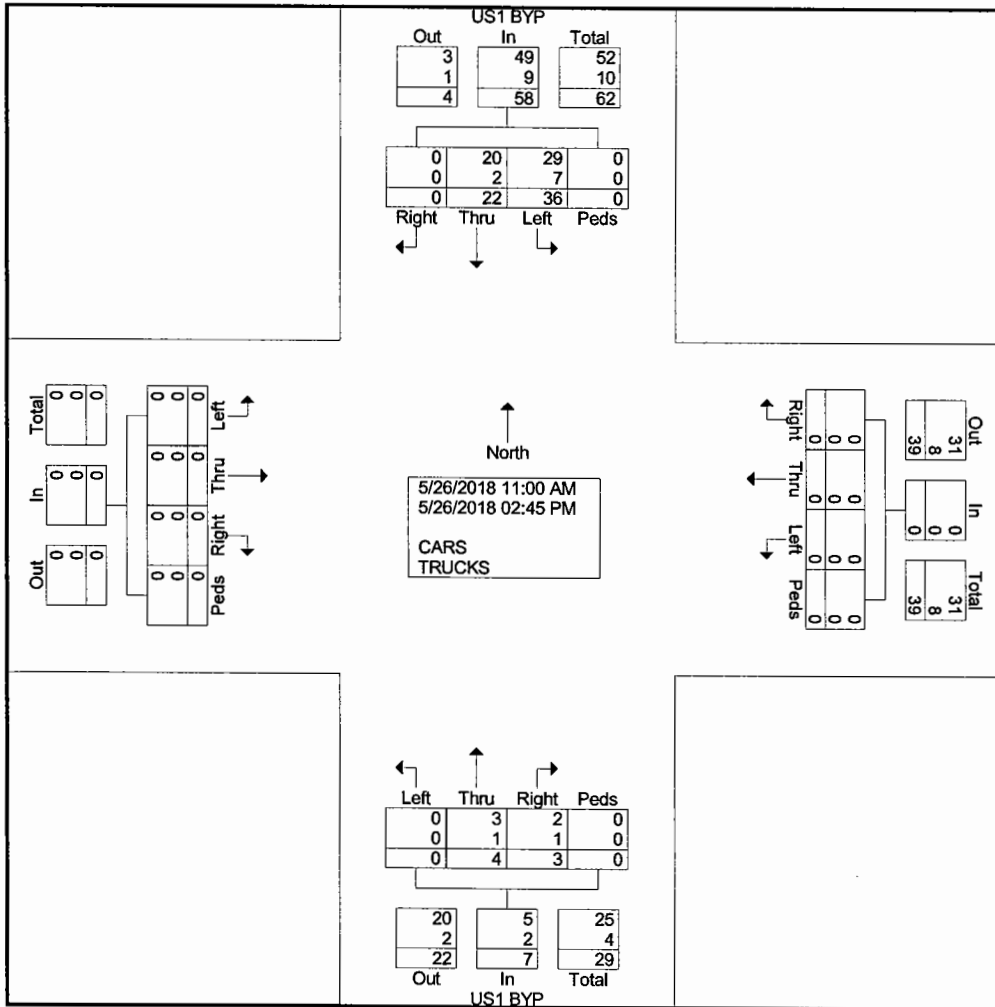 US1 BYP
Out In Total
3 49 52
1 9 10
4 58 62
0 20 29 0
0 2 7 0
0 22 36 0
Right Thru Left Peds
Total
0 0 0
In
0 0 0
Out
0 0 0
Left
0 0 0
Thru
0 0 0
Right
0 0 0
Peds
0 0 0
North
5/26/2018 11:00 AM
5/26/2018 02:45 PM
CARS
TRUCKS
Right
0 0 0
Thru
0 0 0
Left
0 0 0
Peds
0 0 0
Out
31
8
39
In
0
0
0
Total
31
8
39
Left Thru Right Peds
0 3 2 0
0 1 1 0
0 4 3 0
20 5 25
2 2 4
22 7 29
Out In Total
US1 BYP